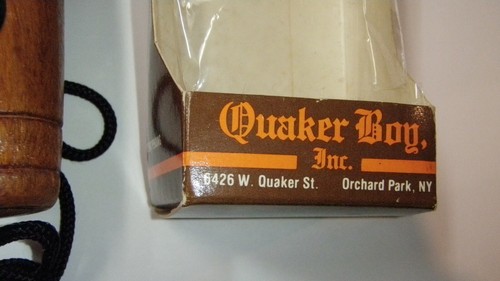 Quaker Boy,
Inc.
6426 W. Quaker St. Orchard Park, NY